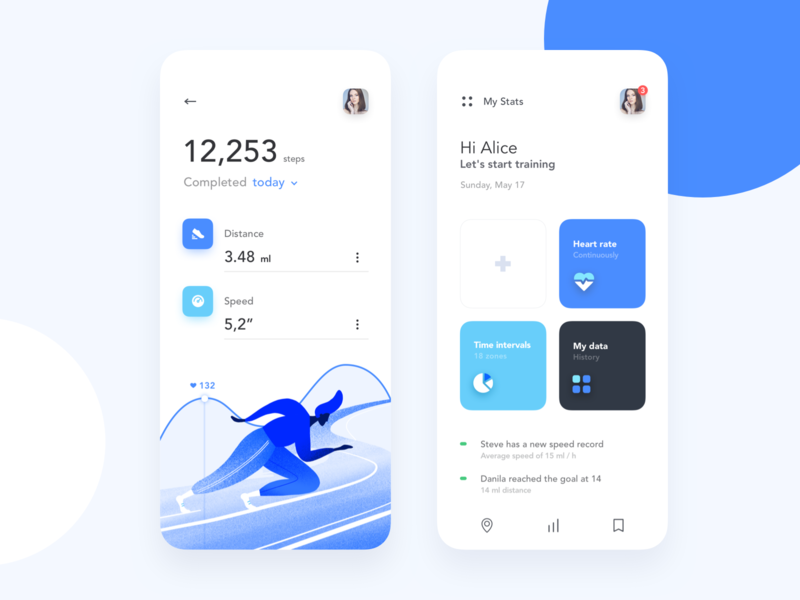 12,253 steps
Completed today
Distance
3.48 ml
Speed
5,2″
132
3
My Stats
Hi Alice
Let's start training
Sunday, May 17
Heart rate
Continuously
Time intervals
18 zones
My data
History
Steve has a new speed record
Average speed of 15 ml / h
Danila reached the goal at 14
14 ml distance